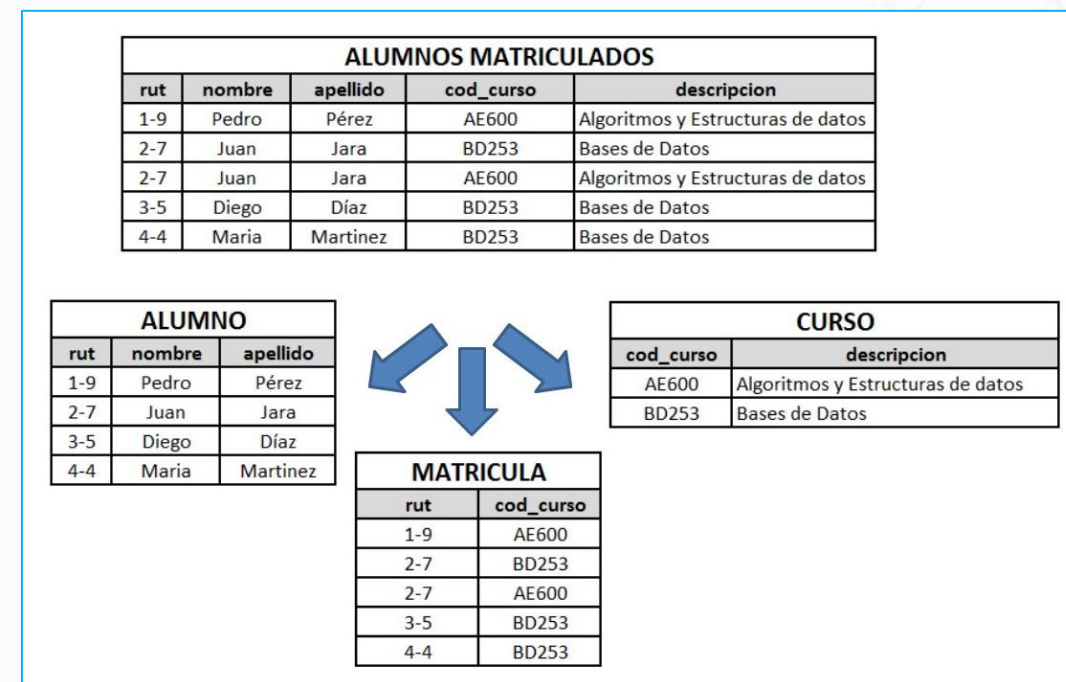 ALUMNOS MATRICULADOS
rut nombre apellido cod_curso descripcion
1-9 Pedro Pérez AE600 Algoritmos y Estructuras de datos
2-7 Juan Jara BD253 Bases de Datos
2-7 Juan Jara AE600 Algoritmos y Estructuras de datos
3-5 Diego Díaz BD253 Bases de Datos
4-4 Maria Martinez BD253 Bases de Datos
ALUMNO
rut nombre apellido
1-9 Pedro Pérez
2-7 Juan Jara
3-5 Diego Díaz
4-4 Maria Martinez
CURSO
cod_curso descripcion
AE600 Algoritmos y Estructuras de datos
BD253 Bases de Datos
MATRICULA
rut cod_curso
1-9 AE600
2-7 BD253
2-7 AE600
3-5 BD253
4-4 BD253